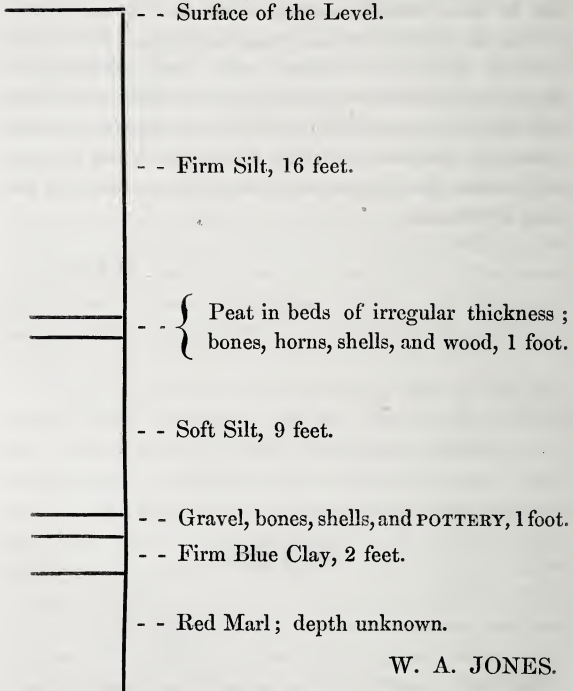 - - Surface of the Level.
- - Firm Silt, 16 feet.
- - { Peat in beds of irregular thickness ;
bones, horns, shells, and wood, 1 foot.
- - Soft Silt, 9 feet.
- - Gravel, bones, shells, and POTTERY, 1 foot.
- - Firm Blue Clay, 2 feet.
- - Red Marl ; depth unknown.
W. A. JONES.